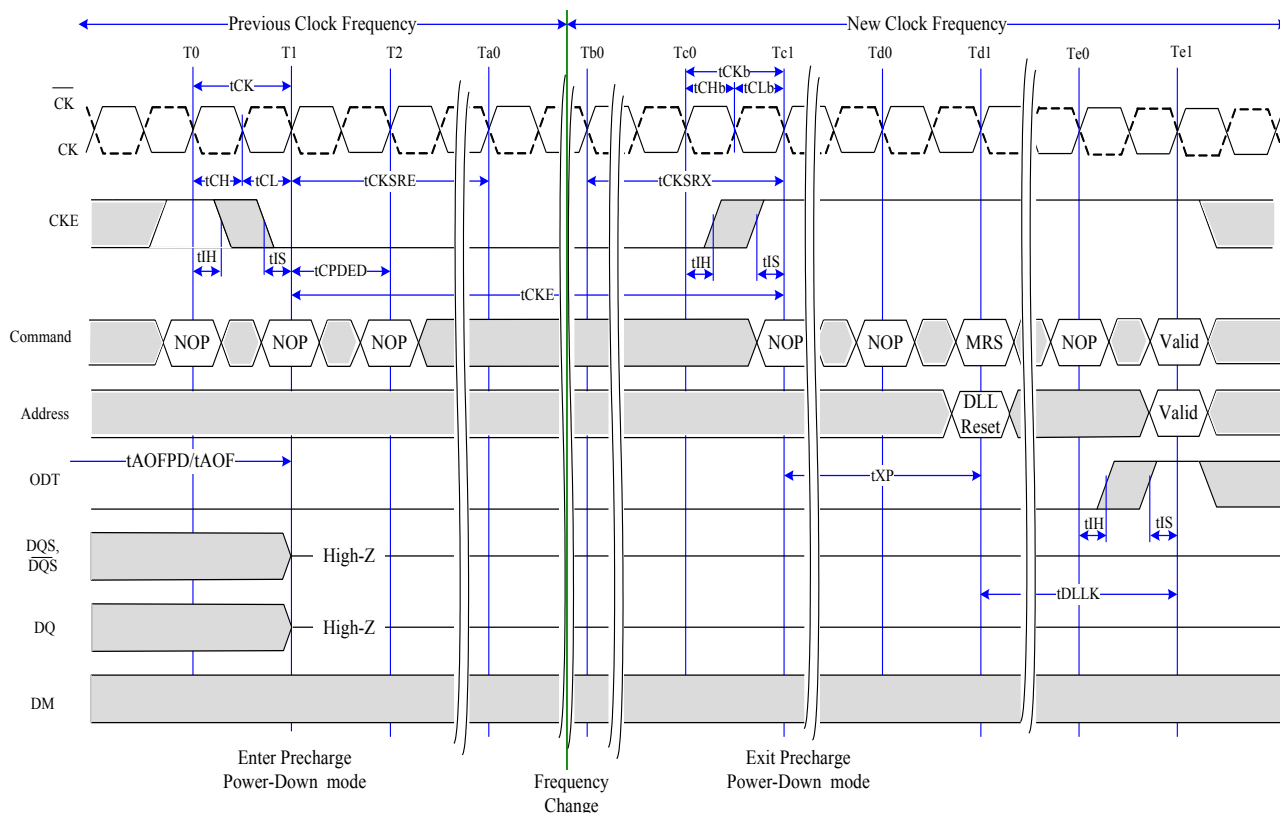 Previous Clock Frequency New Clock Frequency
T0 T1 T2 Ta0 Tb0 Tc0 Tc1 Td0 Td1 Te0 Te1
tCK tCKb
tCHb tCLb
CK
CK
tCH tCL tCKSRE tCKSRX
CKE
tIH tIS tCPDED tIH tIS
tCKE
Command NOP NOP NOP NOP NOP MRS NOP Valid
Address DLL Reset Valid
tAOFPD/tAOF
ODT tXP
tIH tIS
DQS, DQS High-Z
tDLLK
DQ High-Z
DM
Enter Precharge
Power-Down mode
Frequency
Change
Exit Precharge
Power-Down mode